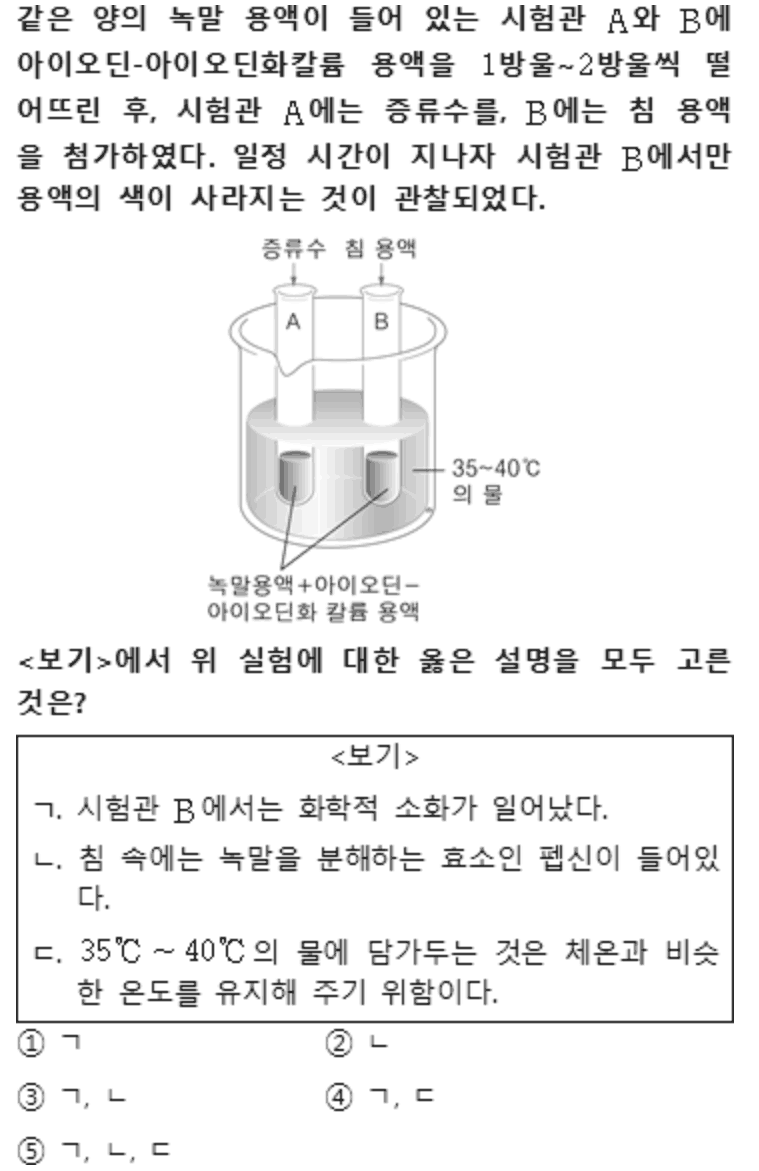 같은 양의 녹말 용액이 들어 있는 시험관 A와 B에
아이오딘-아이오딘화칼륨 용액을 1방울~2방울씩 떨
어뜨린 후, 시험관 A에는 증류수를, B에는 침 용액
을 첨가하였다. 일정 시간이 지나자 시험관 B에서만
용액의 색이 사라지는 것이 관찰되었다.
증류수 침 용액
A B
35~40℃
의 물
녹말용액+아이오딘-
아이오딘화 칼륨 용액
<보기>에서 위 실험에 대한 옳은 설명을 모두 고른
것은?
<보기>
ㄱ. 시험관 B에서는 화학적 소화가 일어났다.
ㄴ. 침 속에는 녹말을 분해하는 효소인 펩신이 들어있
다.
ㄷ. 35℃ ~ 40℃의 물에 담가두는 것은 체온과 비슷
한 온도를 유지해 주기 위함이다.
① ㄱ ② ㄴ
③ ㄱ, ㄴ ④ ㄱ, ㄷ
⑤ ㄱ, ㄴ, ㄷ